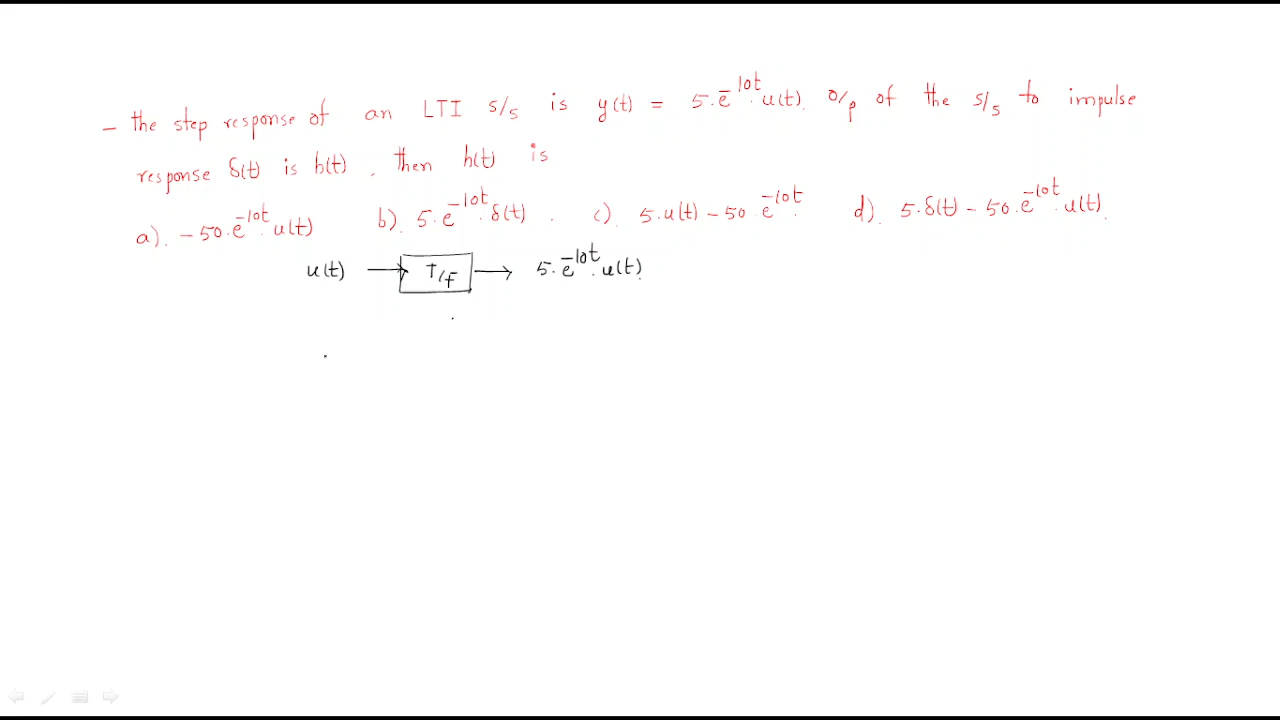 – the step response of an LTI s/s is y(t) = 5.e^-10t.u(t). o/p of the s/s to impulse
response δ(t) is h(t). then h(t) is
a). -50.e^-10t.u(t) b). 5.e^-10t.δ(t). c). 5.u(t) - 50.e^-10t. d). 5.δ(t) - 50.e^-10t.u(t).
u(t) → T/F → 5.e^-10t.u(t).